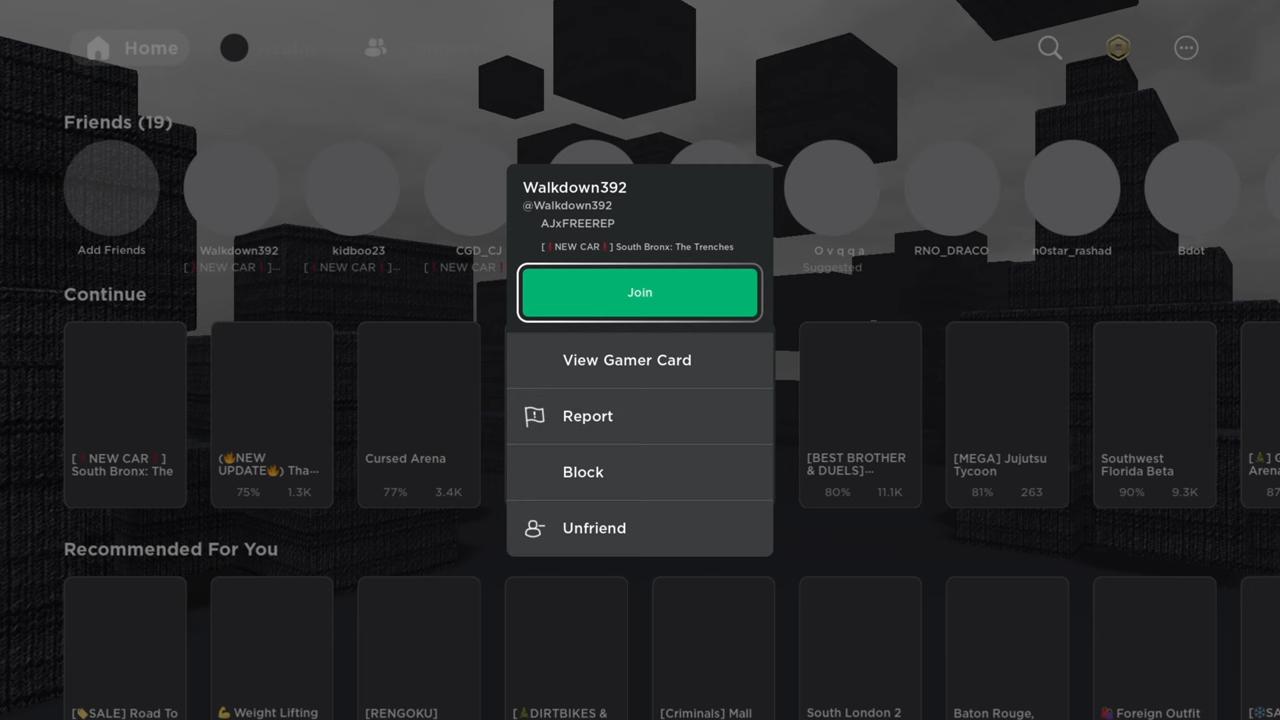 Home
Friends (19)
Add Friends
Walkdown392
[❗NEW CAR❗]...
kidboo23
[❗NEW CAR❗]...
CGD_CJ
[❗NEW CAR❗
O v q q a
Suggested
RNO_DRACO
n0star_rashad
Bdot
Walkdown392
@Walkdown392
AJxFREEREP
[❗NEW CAR❗] South Bronx: The Trenches
Join
View Gamer Card
Report
Block
Unfriend
Continue
[❗NEW CAR❗]
South Bronx: The
(🔥NEW
UPDATE🔥) Tha...
75% 1.3K
Cursed Arena
77% 3.4K
[BEST BROTHER
& DUELS]...
80% 11.1K
[MEGA] Jujutsu
Tycoon
81% 263
Southwest
Florida Beta
90% 9.3K
[🎄] G
Arena
87
Recommended For You
[🏷️SALE] Road To
💪 Weight Lifting
[RENGOKU]
[🎄DIRTBIKES &
[Criminals] Mall
South London 2
Baton Rouge,
Foreign Outfit
[❄️SA